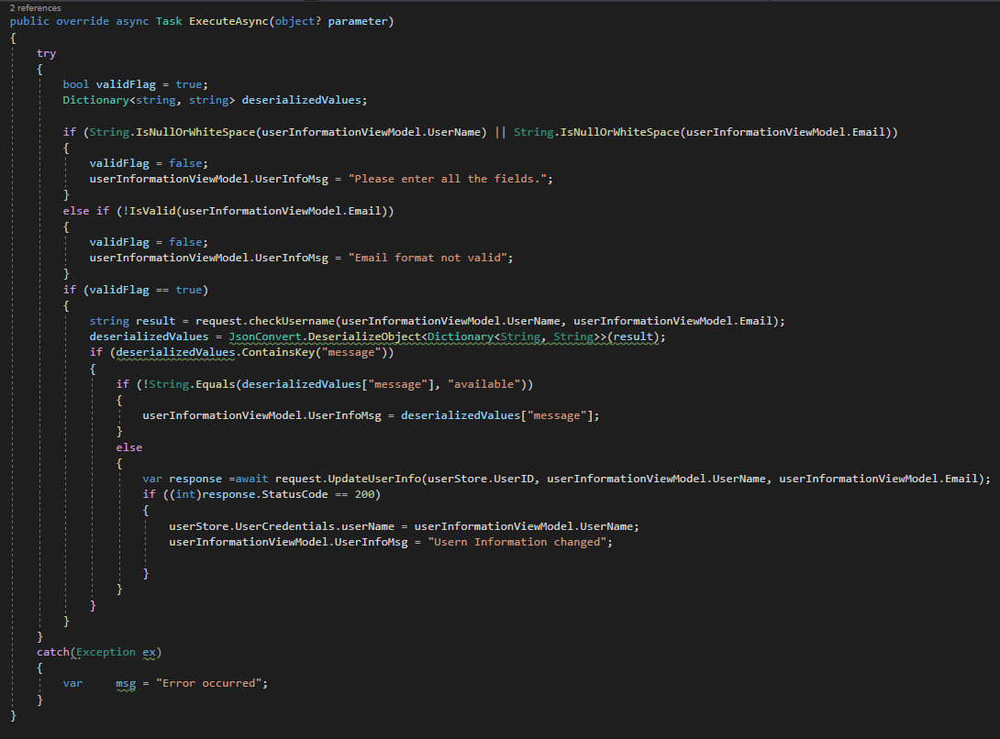 2 references
public override async Task ExecuteAsync(object? parameter)
{
try
{
bool validFlag = true;
Dictionary<string, string> deserializedValues;
if (String.IsNullOrWhiteSpace(userInformationViewModel.UserName) || String.IsNullOrWhiteSpace(userInformationViewModel.Email))
{
validFlag = false;
userInformationViewModel.UserInfoMsg = "Please enter all the fields.";
}
else if (!IsValid(userInformationViewModel.Email))
{
validFlag = false;
userInformationViewModel.UserInfoMsg = "Email format not valid";
}
if (validFlag == true)
{
string result = request.checkUsername(userInformationViewModel.UserName, userInformationViewModel.Email);
deserializedValues = JsonConvert.DeserializeObject<Dictionary<String, String>>(result);
if (deserializedValues.ContainsKey("message"))
{
if (!String.Equals(deserializedValues["message"], "available"))
{
userInformationViewModel.UserInfoMsg = deserializedValues["message"];
}
else
{
var response =await request.UpdateUserInfo(userStore.UserID, userInformationViewModel.UserName, userInformationViewModel.Email);
if ((int)response.StatusCode == 200)
{
userStore.UserCredentials.userName = userInformationViewModel.UserName;
userInformationViewModel.UserInfoMsg = "Usern Information changed";
}
}
}
}
}
catch(Exception ex)
{
var     msg = "Error occurred";
}
}